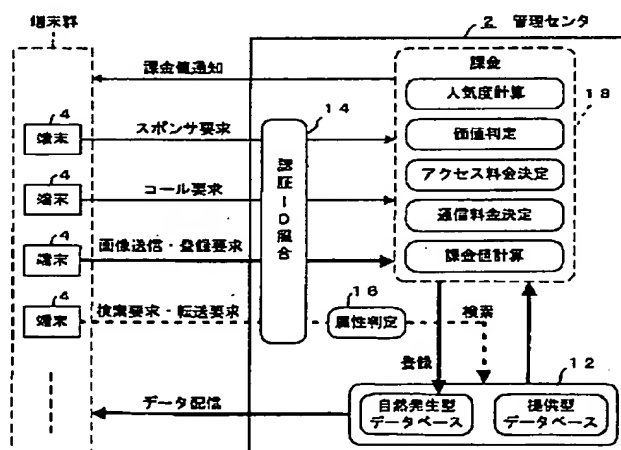 端末群
2 管理センタ
課金
課金値通知
人気度計算
18
14
4
端末
スポンサ要求
価値判定
認証ID照合
アクセス料金決定
4
端末
コール要求
通信料金決定
4
端末
画像送信・登録要求
課金値計算
4
端末
検索要求・転送要求
16
属性判定
検索
登録
12
データ配信
自然発生型
データベース
提供型
データベース